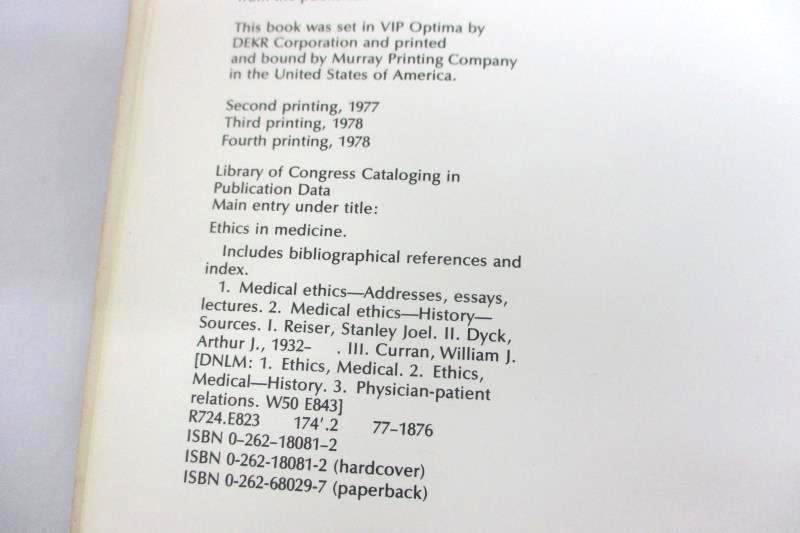 This book was set in VIP Optima by
DEKR Corporation and printed
and bound by Murray Printing Company
in the United States of America.
Second printing, 1977
Third printing, 1978
Fourth printing, 1978
Library of Congress Cataloging in
Publication Data
Main entry under title:
Ethics in medicine.
Includes bibliographical references and
index.
1. Medical ethics—Addresses, essays,
lectures. 2. Medical ethics—History—
Sources. I. Reiser, Stanley Joel. II. Dyck,
Arthur J., 1932– . III. Curran, William J.
[DNLM: 1. Ethics, Medical. 2. Ethics,
Medical—History. 3. Physician-patient
relations. W50 E843]
R724.E823 174'.2 77–1876
ISBN 0–262–18081–2
ISBN 0-262-18081-2 (hardcover)
ISBN 0-262-68029-7 (paperback)